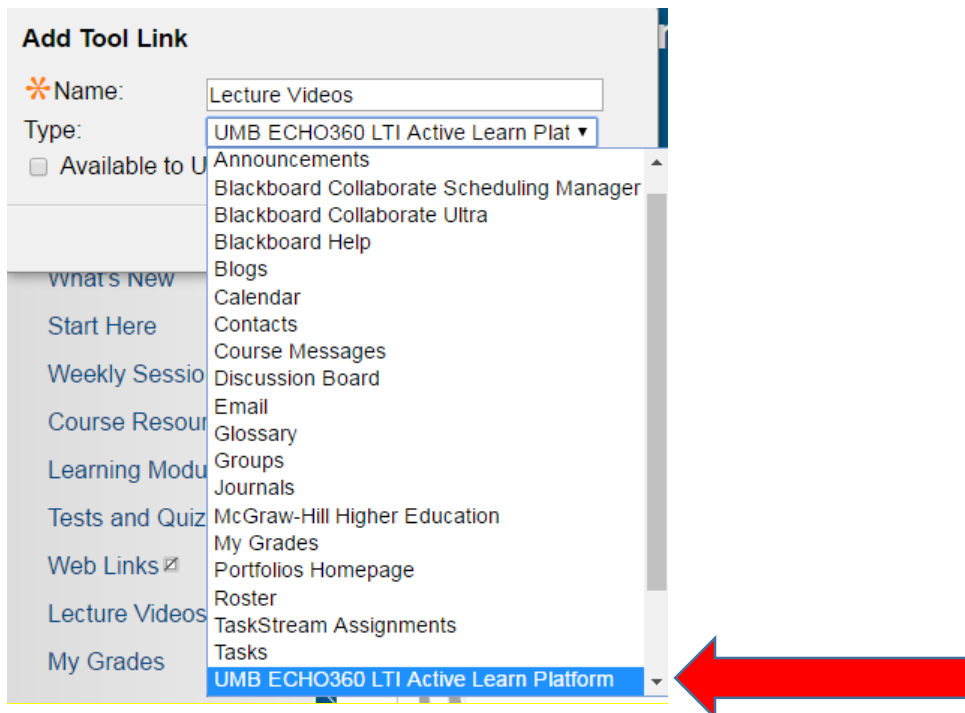 Add Tool Link
Name:
Lecture Videos
Type:
UMB ECHO360 LTI Active Learn Plat
Available to U
Announcements
Blackboard Collaborate Scheduling Manager
Blackboard Collaborate Ultra
Blackboard Help
Blogs
Calendar
Contacts
Course Messages
Discussion Board
Email
Glossary
Groups
Journals
McGraw-Hill Higher Education
My Grades
Portfolios Homepage
Roster
TaskStream Assignments
Tasks
UMB ECHO360 LTI Active Learn Platform
What's New
Start Here
Weekly Sessio
Course Resour
Learning Modu
Tests and Quiz
Web Links
Lecture Videos
My Grades